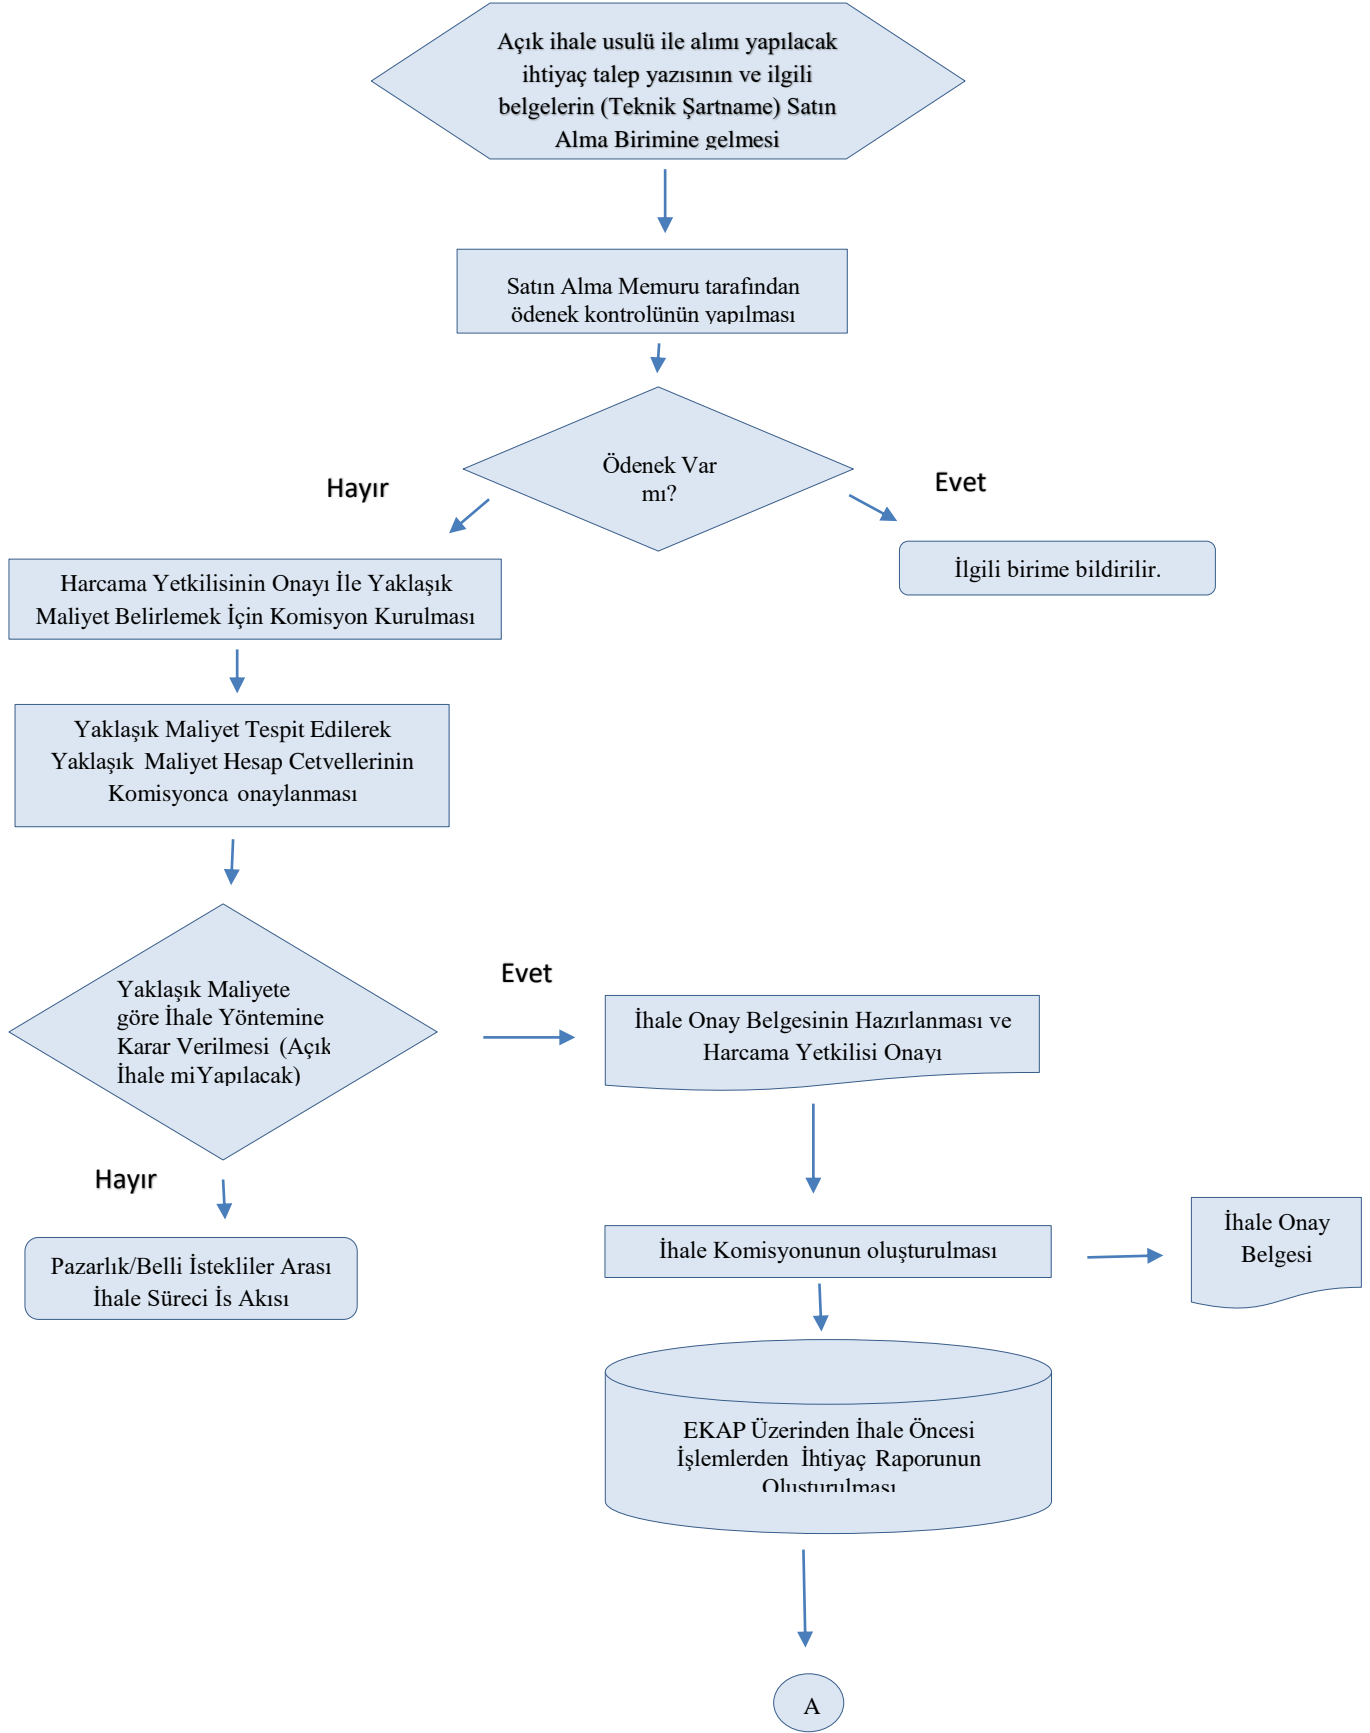 Açık ihale usulü ile alımı yapılacak
ihtiyaç talep yazısının ve ilgili
belgelerin (Teknik Şartname) Satın
Alma Birimine gelmesi
Satın Alma Memuru tarafından
ödenek kontrolünün yapılması
Ödenek Var
mı?
Hayır
Evet
Harcama Yetkilisinin Onayı İle Yaklaşık
Maliyet Belirlemek İçin Komisyon Kurulması
İlgili birime bildirilir.
Yaklaşık Maliyet Tespit Edilerek
Yaklaşık Maliyet Hesap Cetvellerinin
Komisyonca onaylanması
Yaklaşık Maliyete
göre İhale Yöntemine
Karar Verilmesi (Açık
İhale miYapılacak)
Evet
İhale Onay Belgesinin Hazırlanması ve
Harcama Yetkilisi Onayı
Hayır
Pazarlık/Belli İstekliler Arası
İhale Süreci İş Akışı
İhale Komisyonunun oluşturulması
İhale Onay
Belgesi
EKAP Üzerinden İhale Öncesi
İşlemlerden İhtiyaç Raporunun
Oluşturulması
A